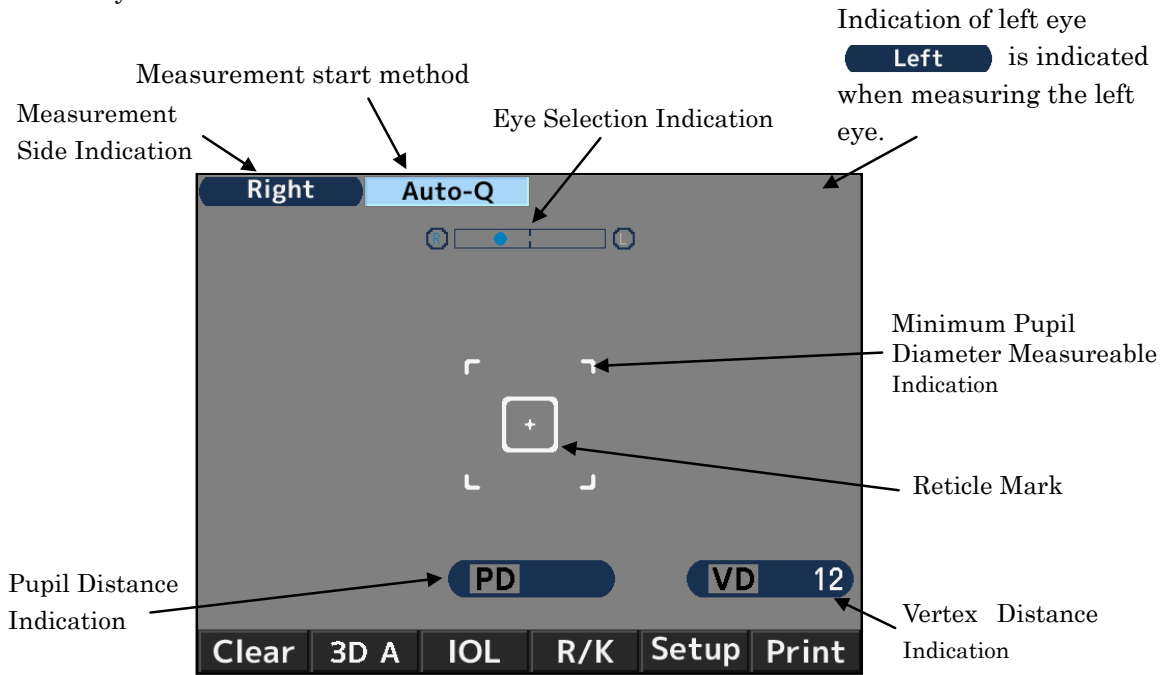 Indication of left eye
Left is indicated
when measuring the left
eye.
Measurement start method
Measurement
Side Indication
Eye Selection Indication
Right Auto-Q
R L
Minimum Pupil
Diameter Measureable
Indication
Reticle Mark
Pupil Distance
Indication
PD VD 12
Vertex Distance
Indication
Clear 3D A IOL R/K Setup Print